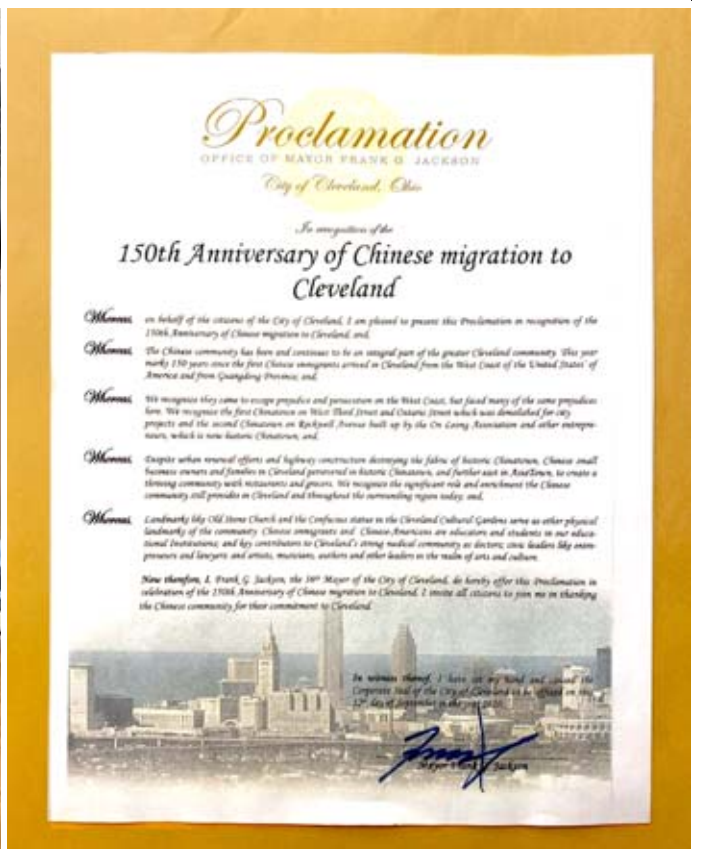 Proclamation
OFFICE OF MAYOR FRANK G. JACKSON
City of Cleveland, Ohio
In recognition of the
150th Anniversary of Chinese migration to
Cleveland
Whereas, on behalf of the citizens of the City of Cleveland, I am pleased to present this Proclamation in recognition of the
150th Anniversary of Chinese migration to Cleveland, and,
Whereas, The Chinese community has been and continues to be an integral part of the greater Cleveland community. This year
marks 150 years since the first Chinese immigrants arrived in Cleveland from the West Coast of the United States' of
America and from Guangdong Province; and,
Whereas, We recognize they came to escape prejudice and persecution on the West Coast, but faced many of the same prejudices
here. We recognize the first Chinatown on West Third Street and Ontario Street which was demolished for city
projects and the second Chinatown on Rockwell Avenue built up by the On Leong Association and other entrepre-
neurs, which is now historic Chinatown; and,
Whereas, Despite urban renewal efforts and highway construction destroying the fabric of historic Chinatown, Chinese small
business owners and families in Cleveland persevered in historic Chinatown, and further east in AsiaTown, to create a
thriving community with restaurants and grocers. We recognize the significant role and enrichment the Chinese
community still provides in Cleveland and throughout the surrounding region today; and,
Whereas, Landmarks like Old Stone Church and the Confucius statue in the Cleveland Cultural Gardens serve as other physical
landmarks of the community. Chinese immigrants and Chinese-Americans are educators and students in our educa-
tional Institutions; and key contributors to Cleveland's strong medical community as doctors; civic leaders like entre-
preneurs and lawyers; and artists, musicians, authors and other leaders in the realm of arts and culture.
Now therefore, I, Frank G. Jackson, the 56th Mayor of the City of Cleveland, do hereby offer this Proclamation in
celebration of the 150th Anniversary of Chinese migration to Cleveland. I invite all citizens to join me in thanking
the Chinese community for their commitment to Cleveland.
In witness thereof, I have set my hand and caused the
Corporate Seal of the City of Cleveland to be affixed on this
day of September in the year
Mayor Frank Jackson